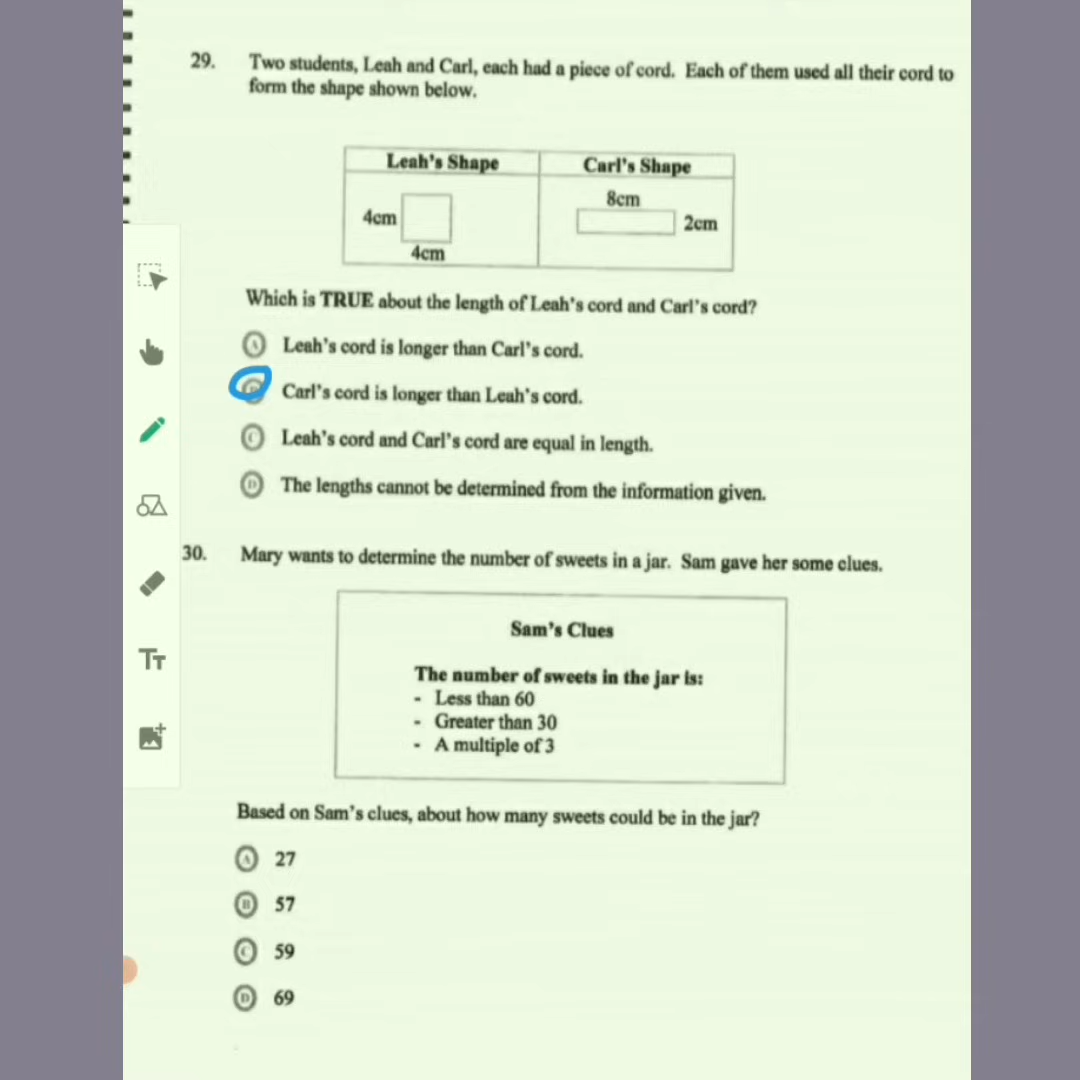 29. Two students, Leah and Carl, each had a piece of cord. Each of them used all their cord to
form the shape shown below.
Leah's Shape Carl's Shape
8cm
4cm 2cm
4cm
Which is TRUE about the length of Leah's cord and Carl's cord?
A Leah's cord is longer than Carl's cord.
Carl's cord is longer than Leah's cord.
C Leah's cord and Carl's cord are equal in length.
D The lengths cannot be determined from the information given.
30. Mary wants to determine the number of sweets in a jar. Sam gave her some clues.
Sam's Clues
The number of sweets in the jar is:
- Less than 60
- Greater than 30
- A multiple of 3
Based on Sam's clues, about how many sweets could be in the jar?
A 27
B 57
C 59
D 69
TT